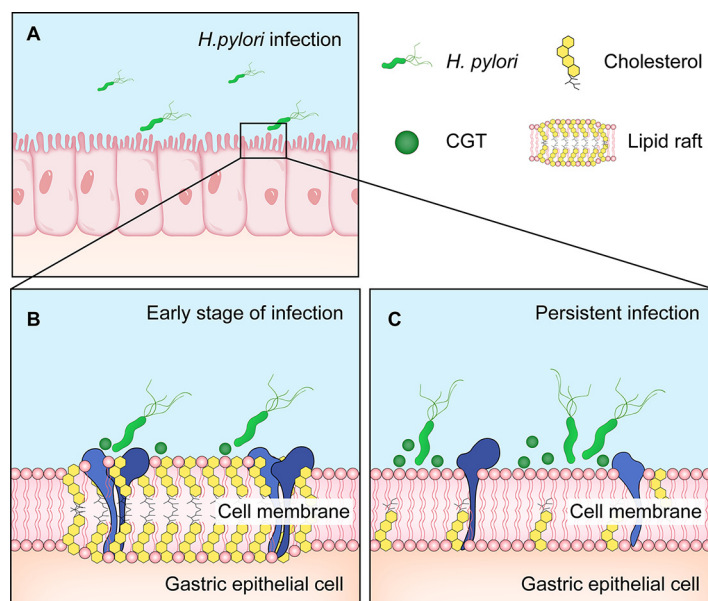 A
H.pylori infection
H. pylori
Cholesterol
CGT
Lipid raft
B
Early stage of infection
Cell membrane
Gastric epithelial cell
C
Persistent infection
Cell membrane
Gastric epithelial cell